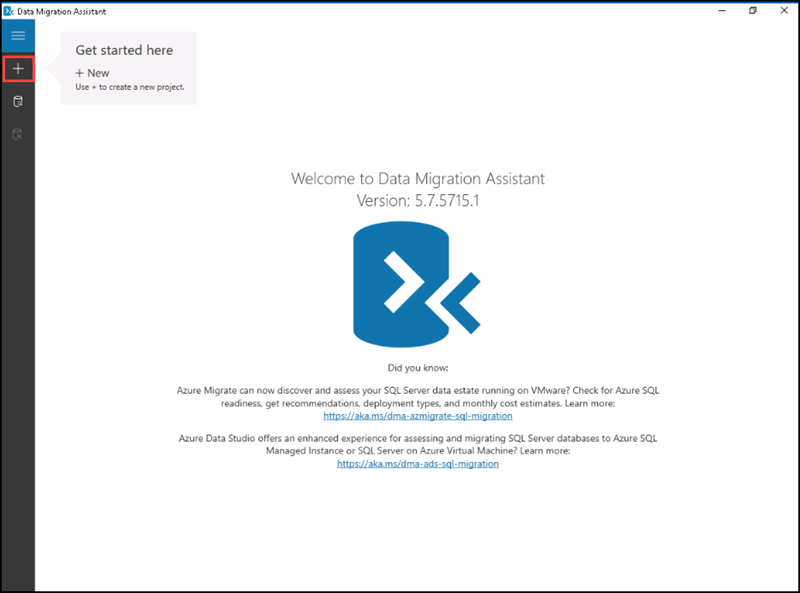 Data Migration Assistant
Get started here
+ New
Use + to create a new project.
Welcome to Data Migration Assistant
Version: 5.7.5715.1
Did you know:
Azure Migrate can now discover and assess your SQL Server data estate running on VMware? Check for Azure SQL
readiness, get recommendations, deployment types, and monthly cost estimates. Learn more:
https://aka.ms/dma-azmigrate-sql-migration
Azure Data Studio offers an enhanced experience for assessing and migrating SQL Server databases to Azure SQL
Managed Instance or SQL Server on Azure Virtual Machine? Learn more:
https://aka.ms/dma-ads-sql-migration